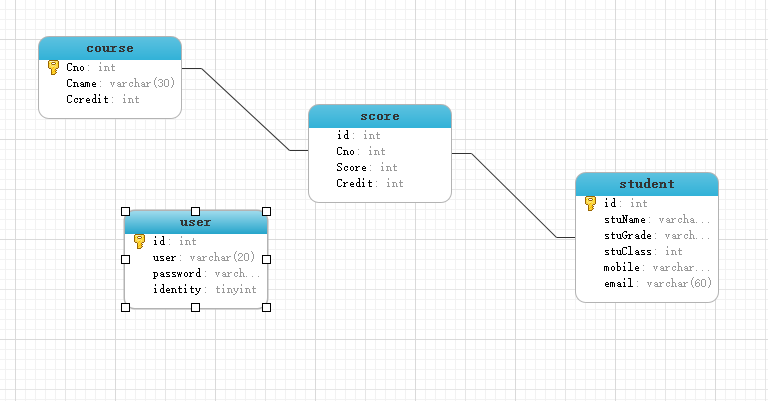 course
Cno: int
Cname: varchar(30)
Ccredit: int
score
id: int
Cno: int
Score: int
Credit: int
user
id: int
user: varchar(20)
password: varch...
identity: tinyint
student
id: int
stuName: varcha...
stuGrade: varch...
stuClass: int
mobile: varchar...
email: varchar(60)